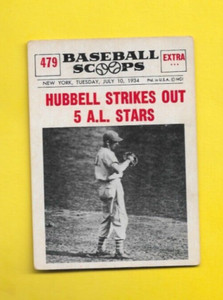 479
BASEBALL
SCOOPS
EXTRA
...
NEW YORK, TUESDAY, JULY 10, 1934
HUBBELL STRIKES OUT
5 A.L. STARS